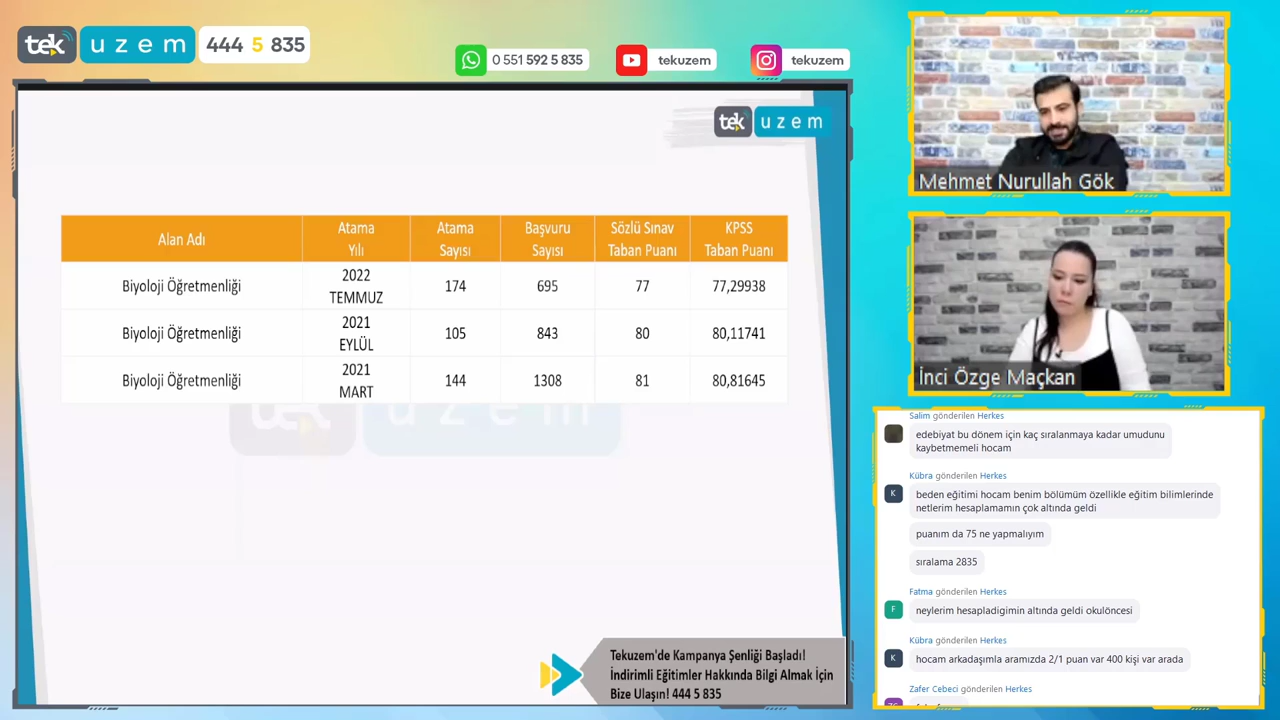 tek
uzem
444 5 835
0 551 592 5 835
tekuzem
tekuzem
tek
uzem
Alan Adı
Atama
Yılı
Atama
Sayısı
Başvuru
Sayısı
Sözlü Sınav
Taban Puanı
KPSS
Taban Puanı
Biyoloji Öğretmenliği
2022
TEMMUZ
174
695
77
77,29938
Biyoloji Öğretmenliği
2021
EYLÜL
105
843
80
80,11741
Biyoloji Öğretmenliği
2021
MART
144
1308
81
80,81645
Tekuzem'de Kampanya Şenliği Başladı!
İndirimli Eğitimler Hakkında Bilgi Almak İçin
Bize Ulaşın! 444 5 835
Mehmet Nurullah Gök
İnci Özge Maçkan
Salim gönderilen Herkes
edebiyat bu dönem için kaç sıralanmaya kadar umudunu
kaybetmemeli hocam
Kübra gönderilen Herkes
K
beden eğitimi hocam benim bölümüm özellikle eğitim bilimlerinde
netlerim hesaplamamın çok altında geldi
puanım da 75 ne yapmalıyım
sıralama 2835
Fatma gönderilen Herkes
F
neylerim hesapladigimin altında geldi okulöncesi
Kübra gönderilen Herkes
K
hocam arkadaşımla aramızda 2/1 puan var 400 kişi var arada
Zafer Cebeci gönderilen Herkes